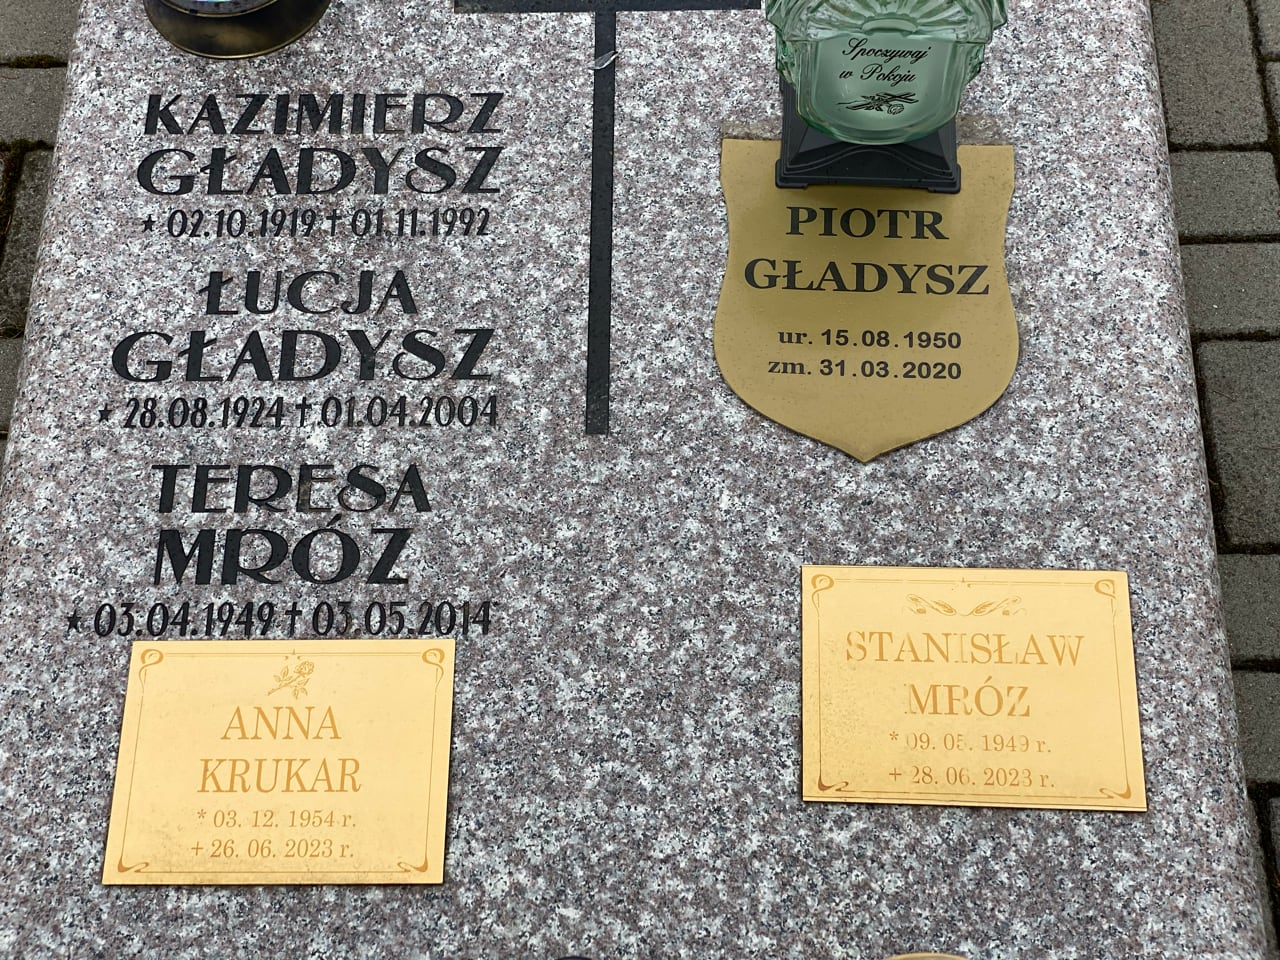 KAZIMIERZ
GŁADYSZ
* 02.10.1919 † 01.11.1992
ŁUCJA
GŁADYSZ
* 28.08.1924 † 01.04.2004
TERESA
MRÓZ
* 03.04.1949 † 03.05.2014
ANNA
KRUKAR
* 03. 12. 1954 r.
+ 26. 06. 2023 r.
Spoczywaj
w Pokoju
PIOTR
GŁADYSZ
ur. 15.08.1950
zm. 31.03.2020
STANISŁAW
MRÓZ
* 09. 05. 1949 r.
+ 28. 06. 2023 r.